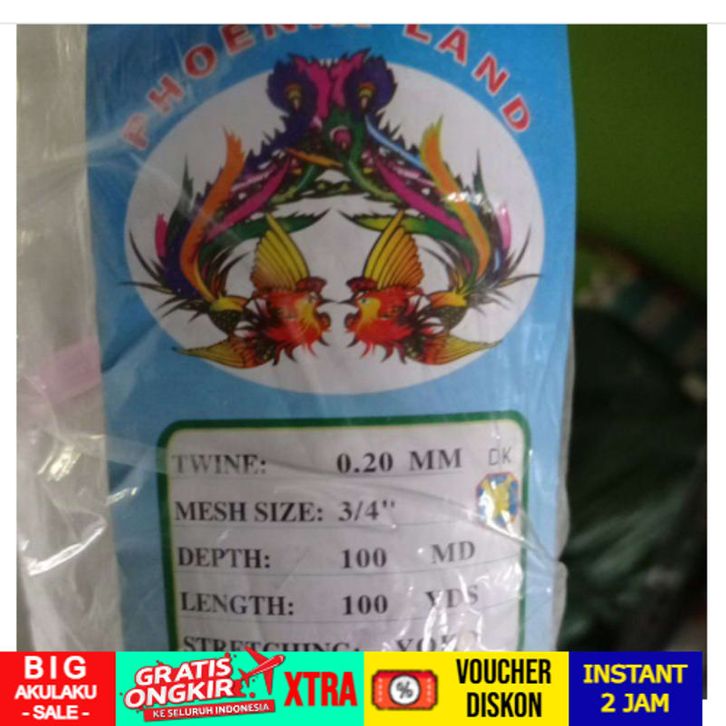 LAND
TWINE: 0.20 MM DK
MESH SIZE: 3/4"
DEPTH: 100 MD
LENGTH: 100 YDS
STRETCHING:
BIG
AKULAKU
- SALE -
GRATIS
ONGKIR XTRA
KE SELURUH INDONESIA
%
VOUCHER
DISKON
INSTANT
2 JAM